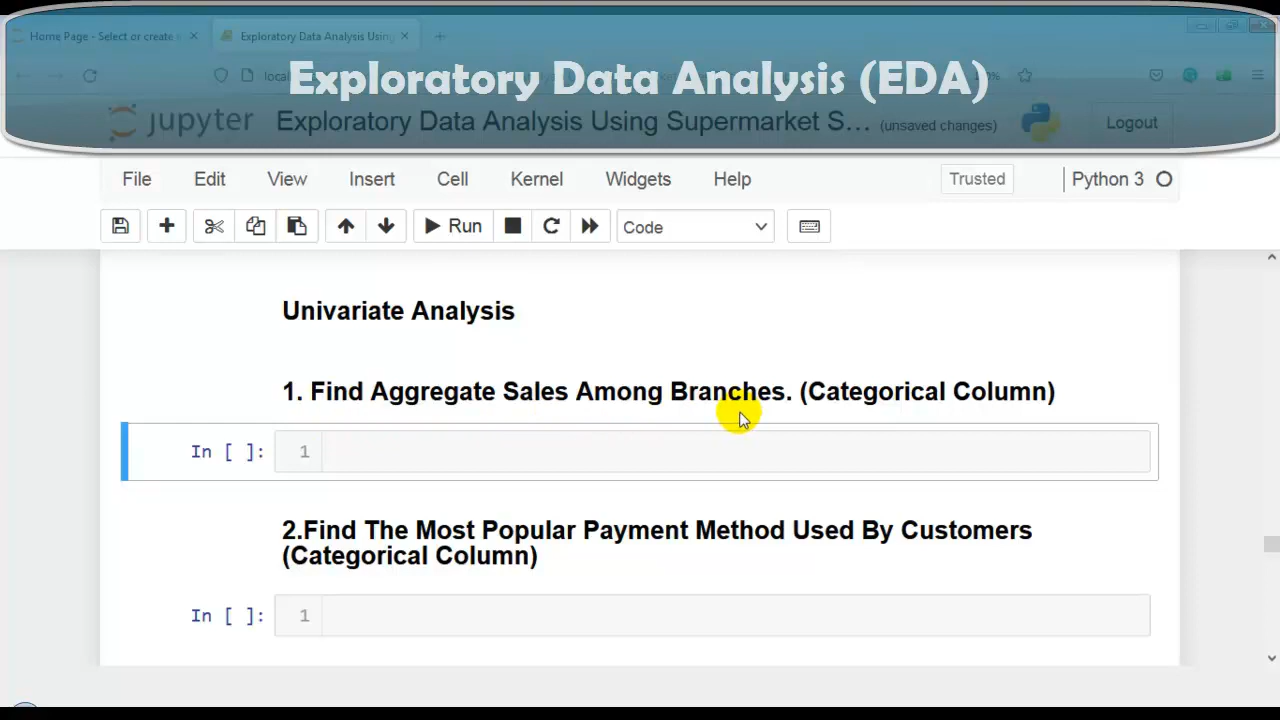 Home Page - Select or create
Exploratory Data Analysis Using
Exploratory Data Analysis (EDA)
jupyter Exploratory Data Analysis Using Supermarket S... (unsaved changes) Logout
File Edit View Insert Cell Kernel Widgets Help Trusted Python 3
Run Code
Univariate Analysis
1. Find Aggregate Sales Among Branches. (Categorical Column)
In [ ]: 1
2.Find The Most Popular Payment Method Used By Customers
(Categorical Column)
In [ ]: 1